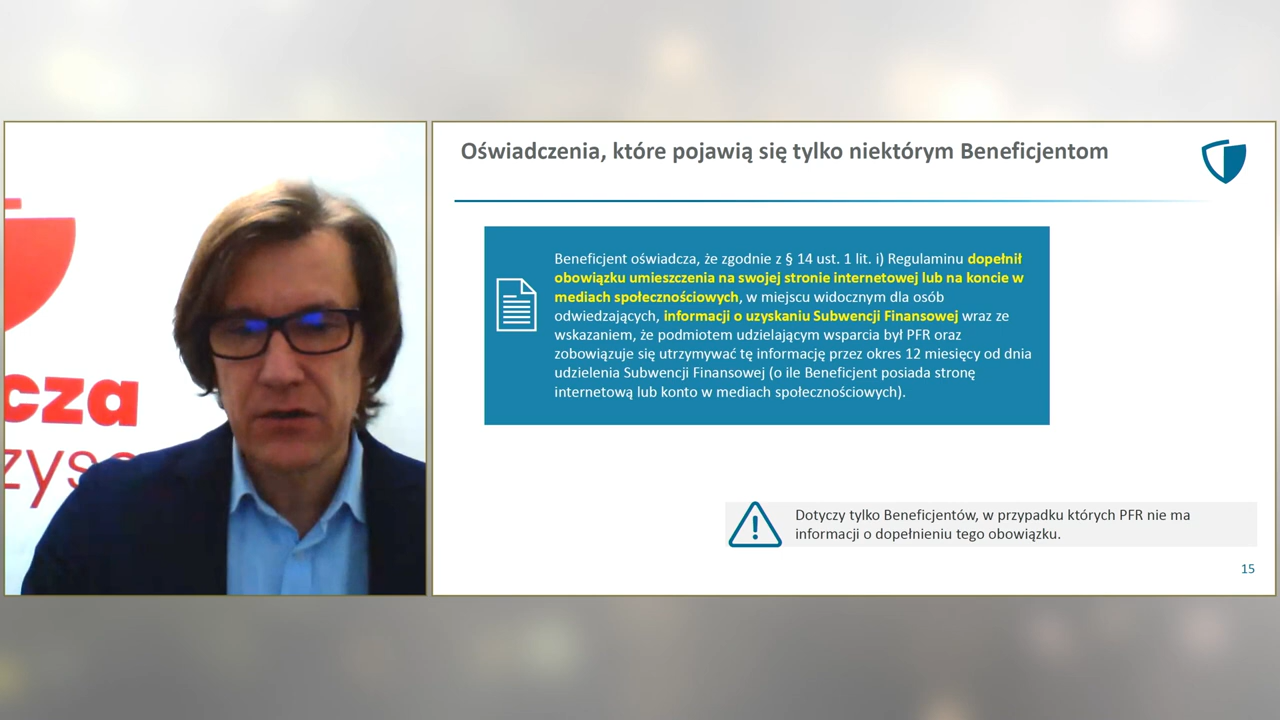 cza
zys
Oświadczenia, które pojawią się tylko niektórym Beneficjentom
Beneficjent oświadcza, że zgodnie z § 14 ust. 1 lit. i) Regulaminu dopełnił
obowiązku umieszczenia na swojej stronie internetowej lub na koncie w
mediach społecznościowych, w miejscu widocznym dla osób
odwiedzających, informacji o uzyskaniu Subwencji Finansowej wraz ze
wskazaniem, że podmiotem udzielającym wsparcia był PFR oraz
zobowiązuje się utrzymywać tę informację przez okres 12 miesięcy od dnia
udzielenia Subwencji Finansowej (o ile Beneficjent posiada stronę
internetową lub konto w mediach społecznościowych).
Dotyczy tylko Beneficjentów, w przypadku których PFR nie ma
informacji o dopełnieniu tego obowiązku.
15